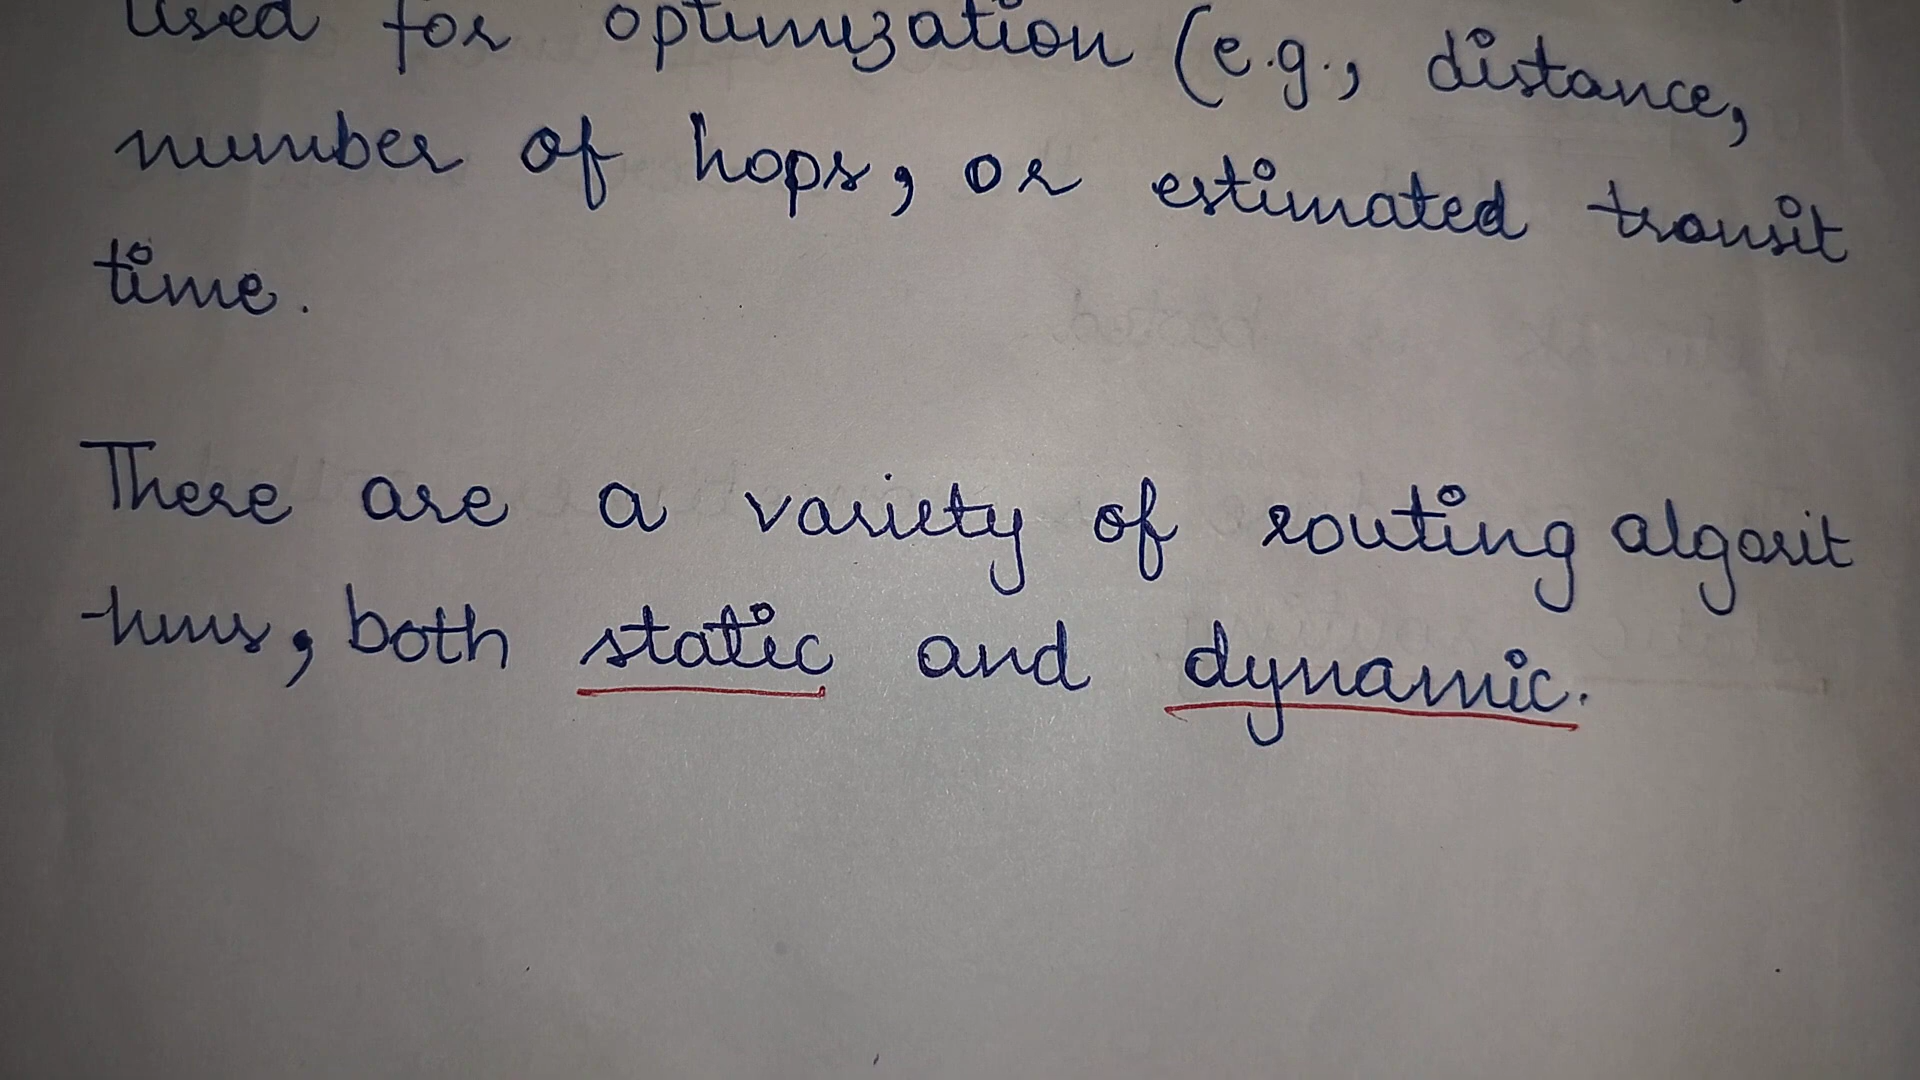 used for optimization (e.g., distance,
number of hops, or estimated transit
time.
There are a variety of routing algorit
-hms, both static and dynamic.